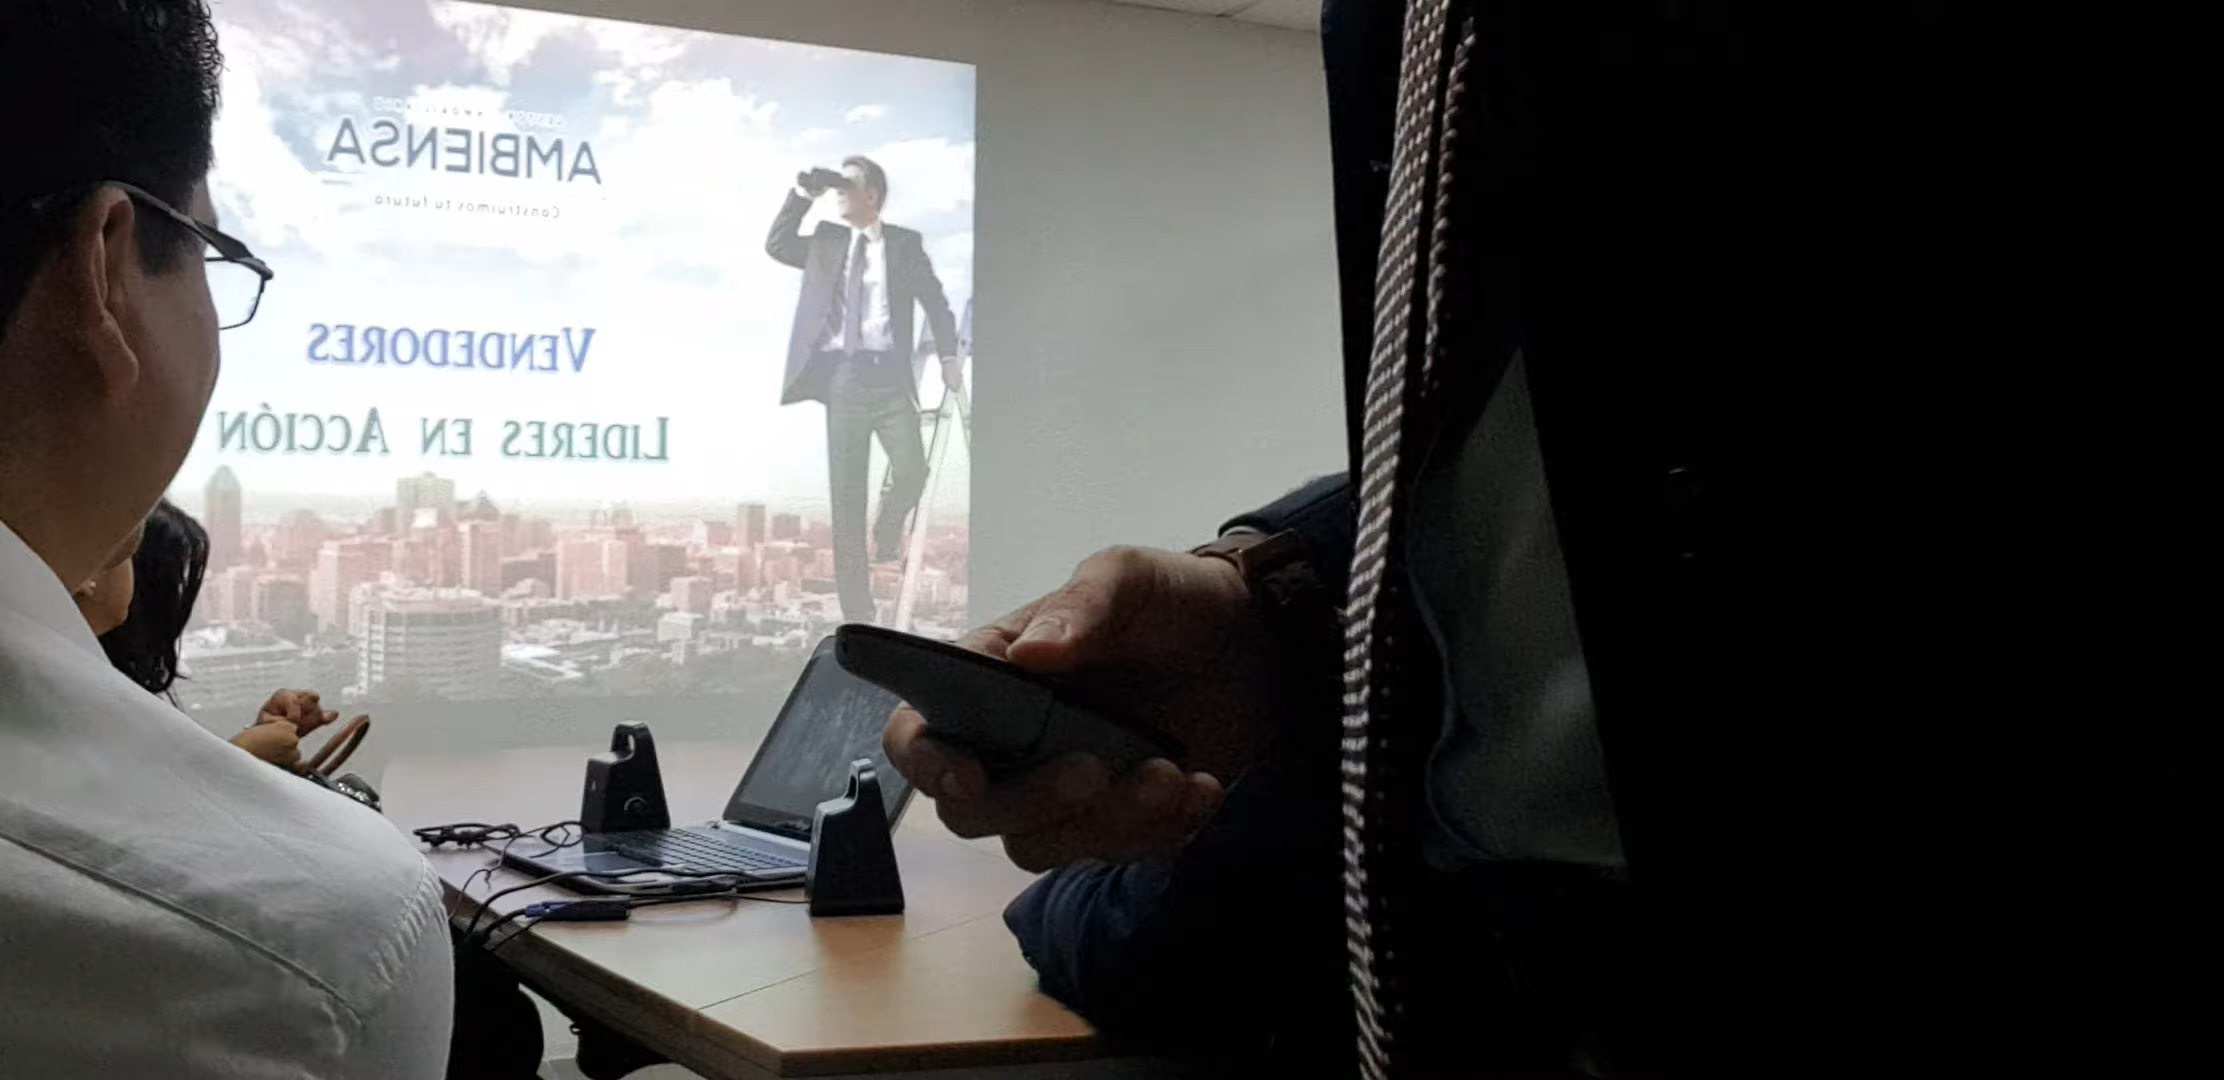 AMBIENSA
Construimos tu futuro
VENDEDORES
LIDERES EN ACCIÓN